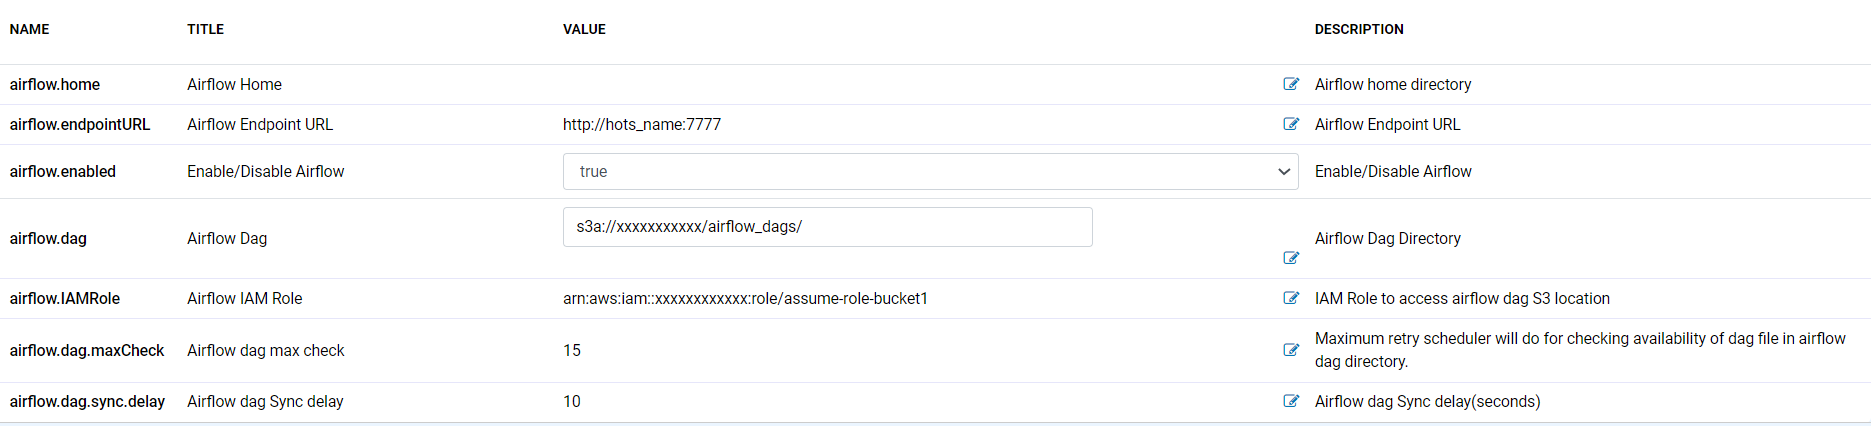 NAME TITLE VALUE DESCRIPTION
airflow.home Airflow Home Airflow home directory
airflow.endpointURL Airflow Endpoint URL http://hots_name:7777 Airflow Endpoint URL
airflow.enabled Enable/Disable Airflow true Enable/Disable Airflow
airflow.dag Airflow Dag s3a://xxxxxxxxxxx/airflow_dags/ Airflow Dag Directory
airflow.IAMRole Airflow IAM Role arn:aws:iam::xxxxxxxxxxxx:role/assume-role-bucket1 IAM Role to access airflow dag S3 location
airflow.dag.maxCheck Airflow dag max check 15 Maximum retry scheduler will do for checking availability of dag file in airflow
dag directory.
airflow.dag.sync.delay Airflow dag Sync delay 10 Airflow dag Sync delay(seconds)